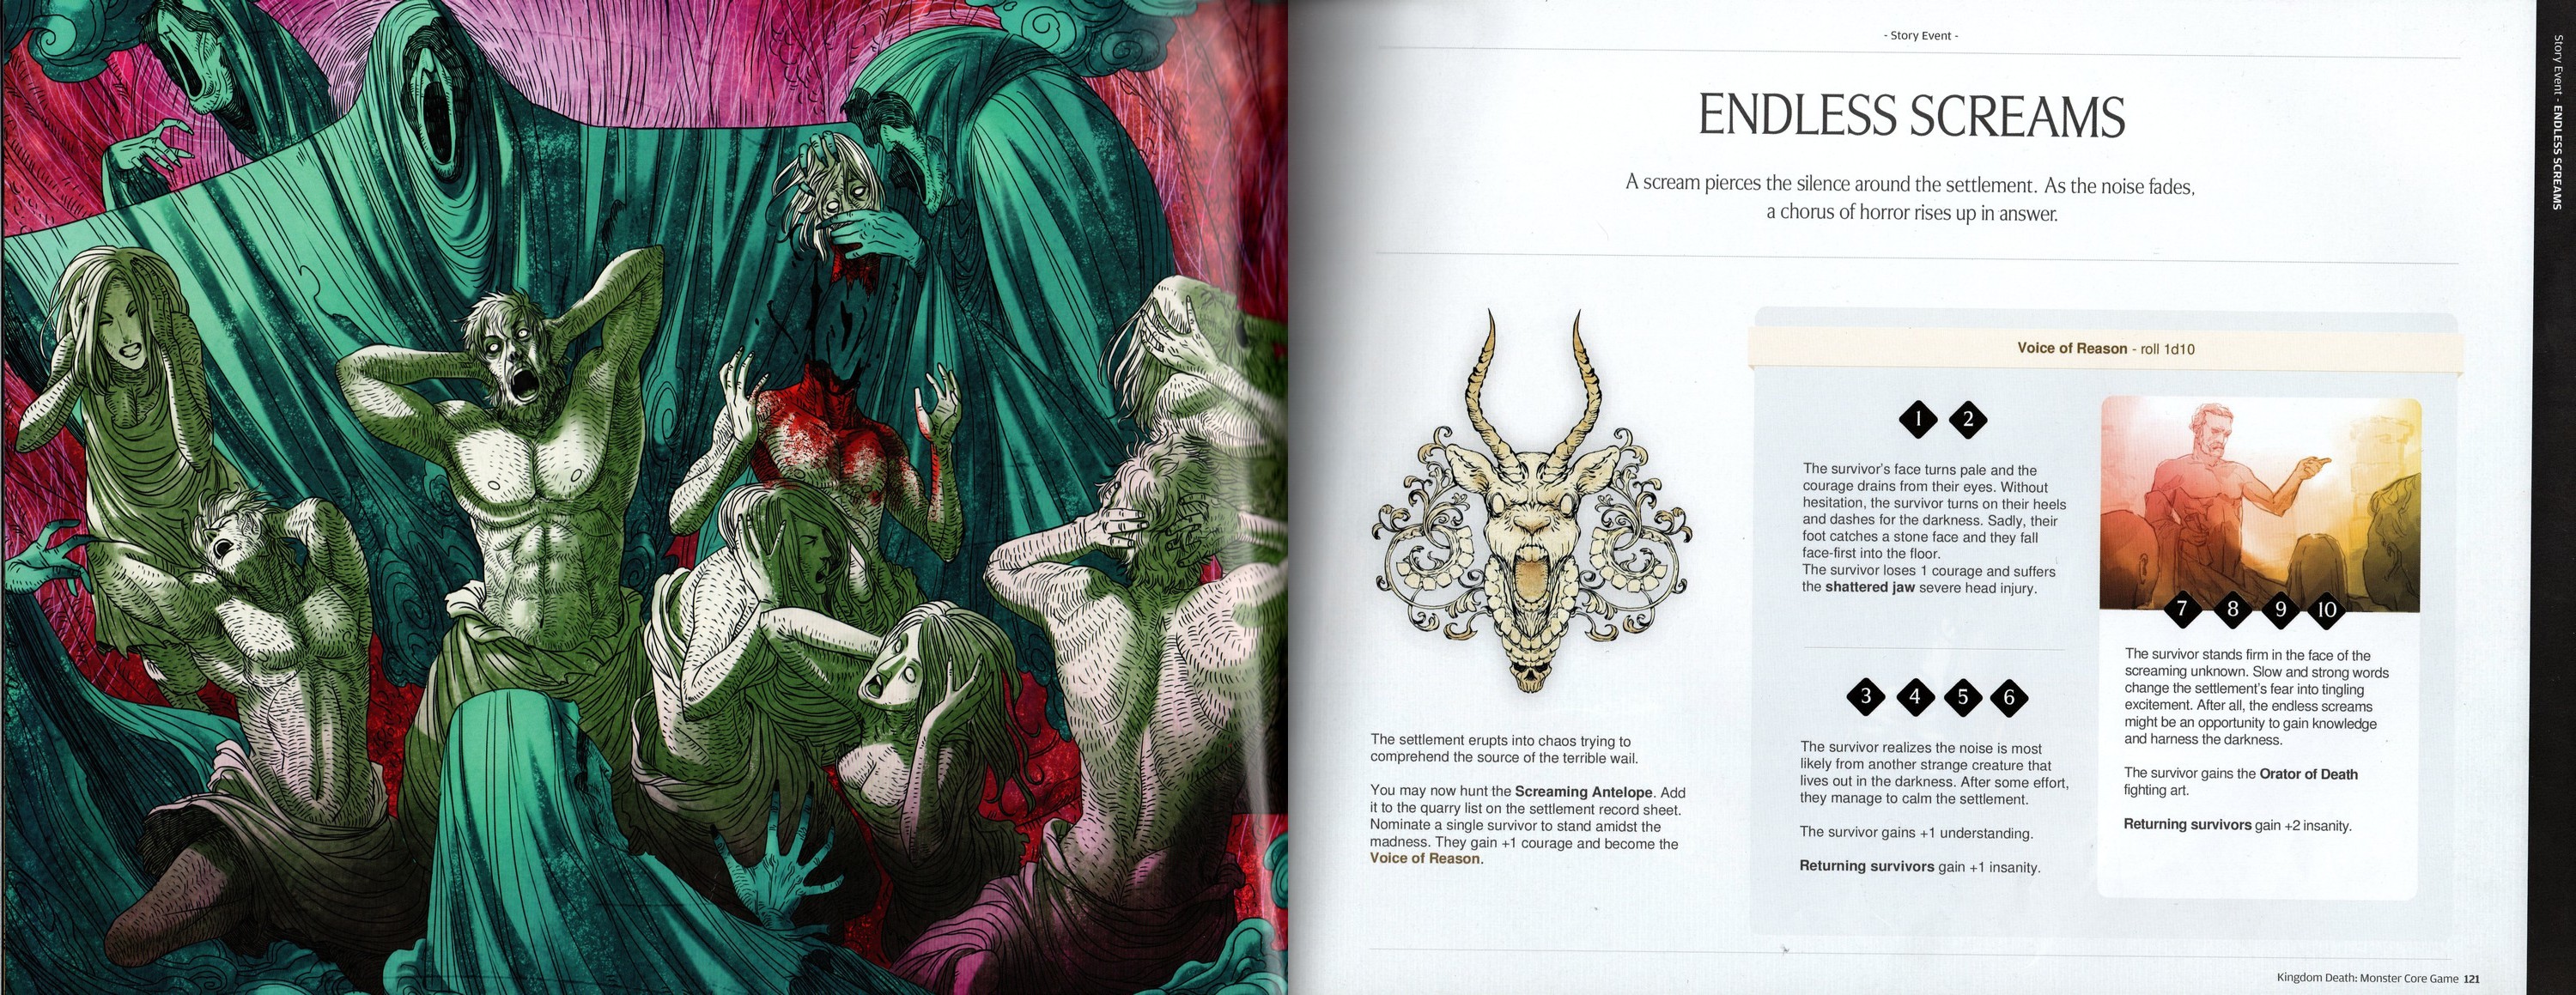 - Story Event -
ENDLESS SCREAMS
A scream pierces the silence around the settlement. As the noise fades,
a chorus of horror rises up in answer.
The settlement erupts into chaos trying to
comprehend the source of the terrible wail.
You may now hunt the Screaming Antelope. Add
it to the quarry list on the settlement record sheet.
Nominate a single survivor to stand amidst the
madness. They gain +1 courage and become the
Voice of Reason.
Voice of Reason - roll 1d10
1 2
The survivor's face turns pale and the
courage drains from their eyes. Without
hesitation, the survivor turns on their heels
and dashes for the darkness. Sadly, their
foot catches a stone face and they fall
face-first into the floor.
The survivor loses 1 courage and suffers
the shattered jaw severe head injury.
3 4 5 6
The survivor realizes the noise is most
likely from another strange creature that
lives out in the darkness. After some effort,
they manage to calm the settlement.
The survivor gains +1 understanding.
Returning survivors gain +1 insanity.
7 8 9 10
The survivor stands firm in the face of the
screaming unknown. Slow and strong words
change the settlement's fear into tingling
excitement. After all, the endless screams
might be an opportunity to gain knowledge
and harness the darkness.
The survivor gains the Orator of Death
fighting art.
Returning survivors gain +2 insanity.
Kingdom Death: Monster Core Game 121
Story Event - ENDLESS SCREAMS